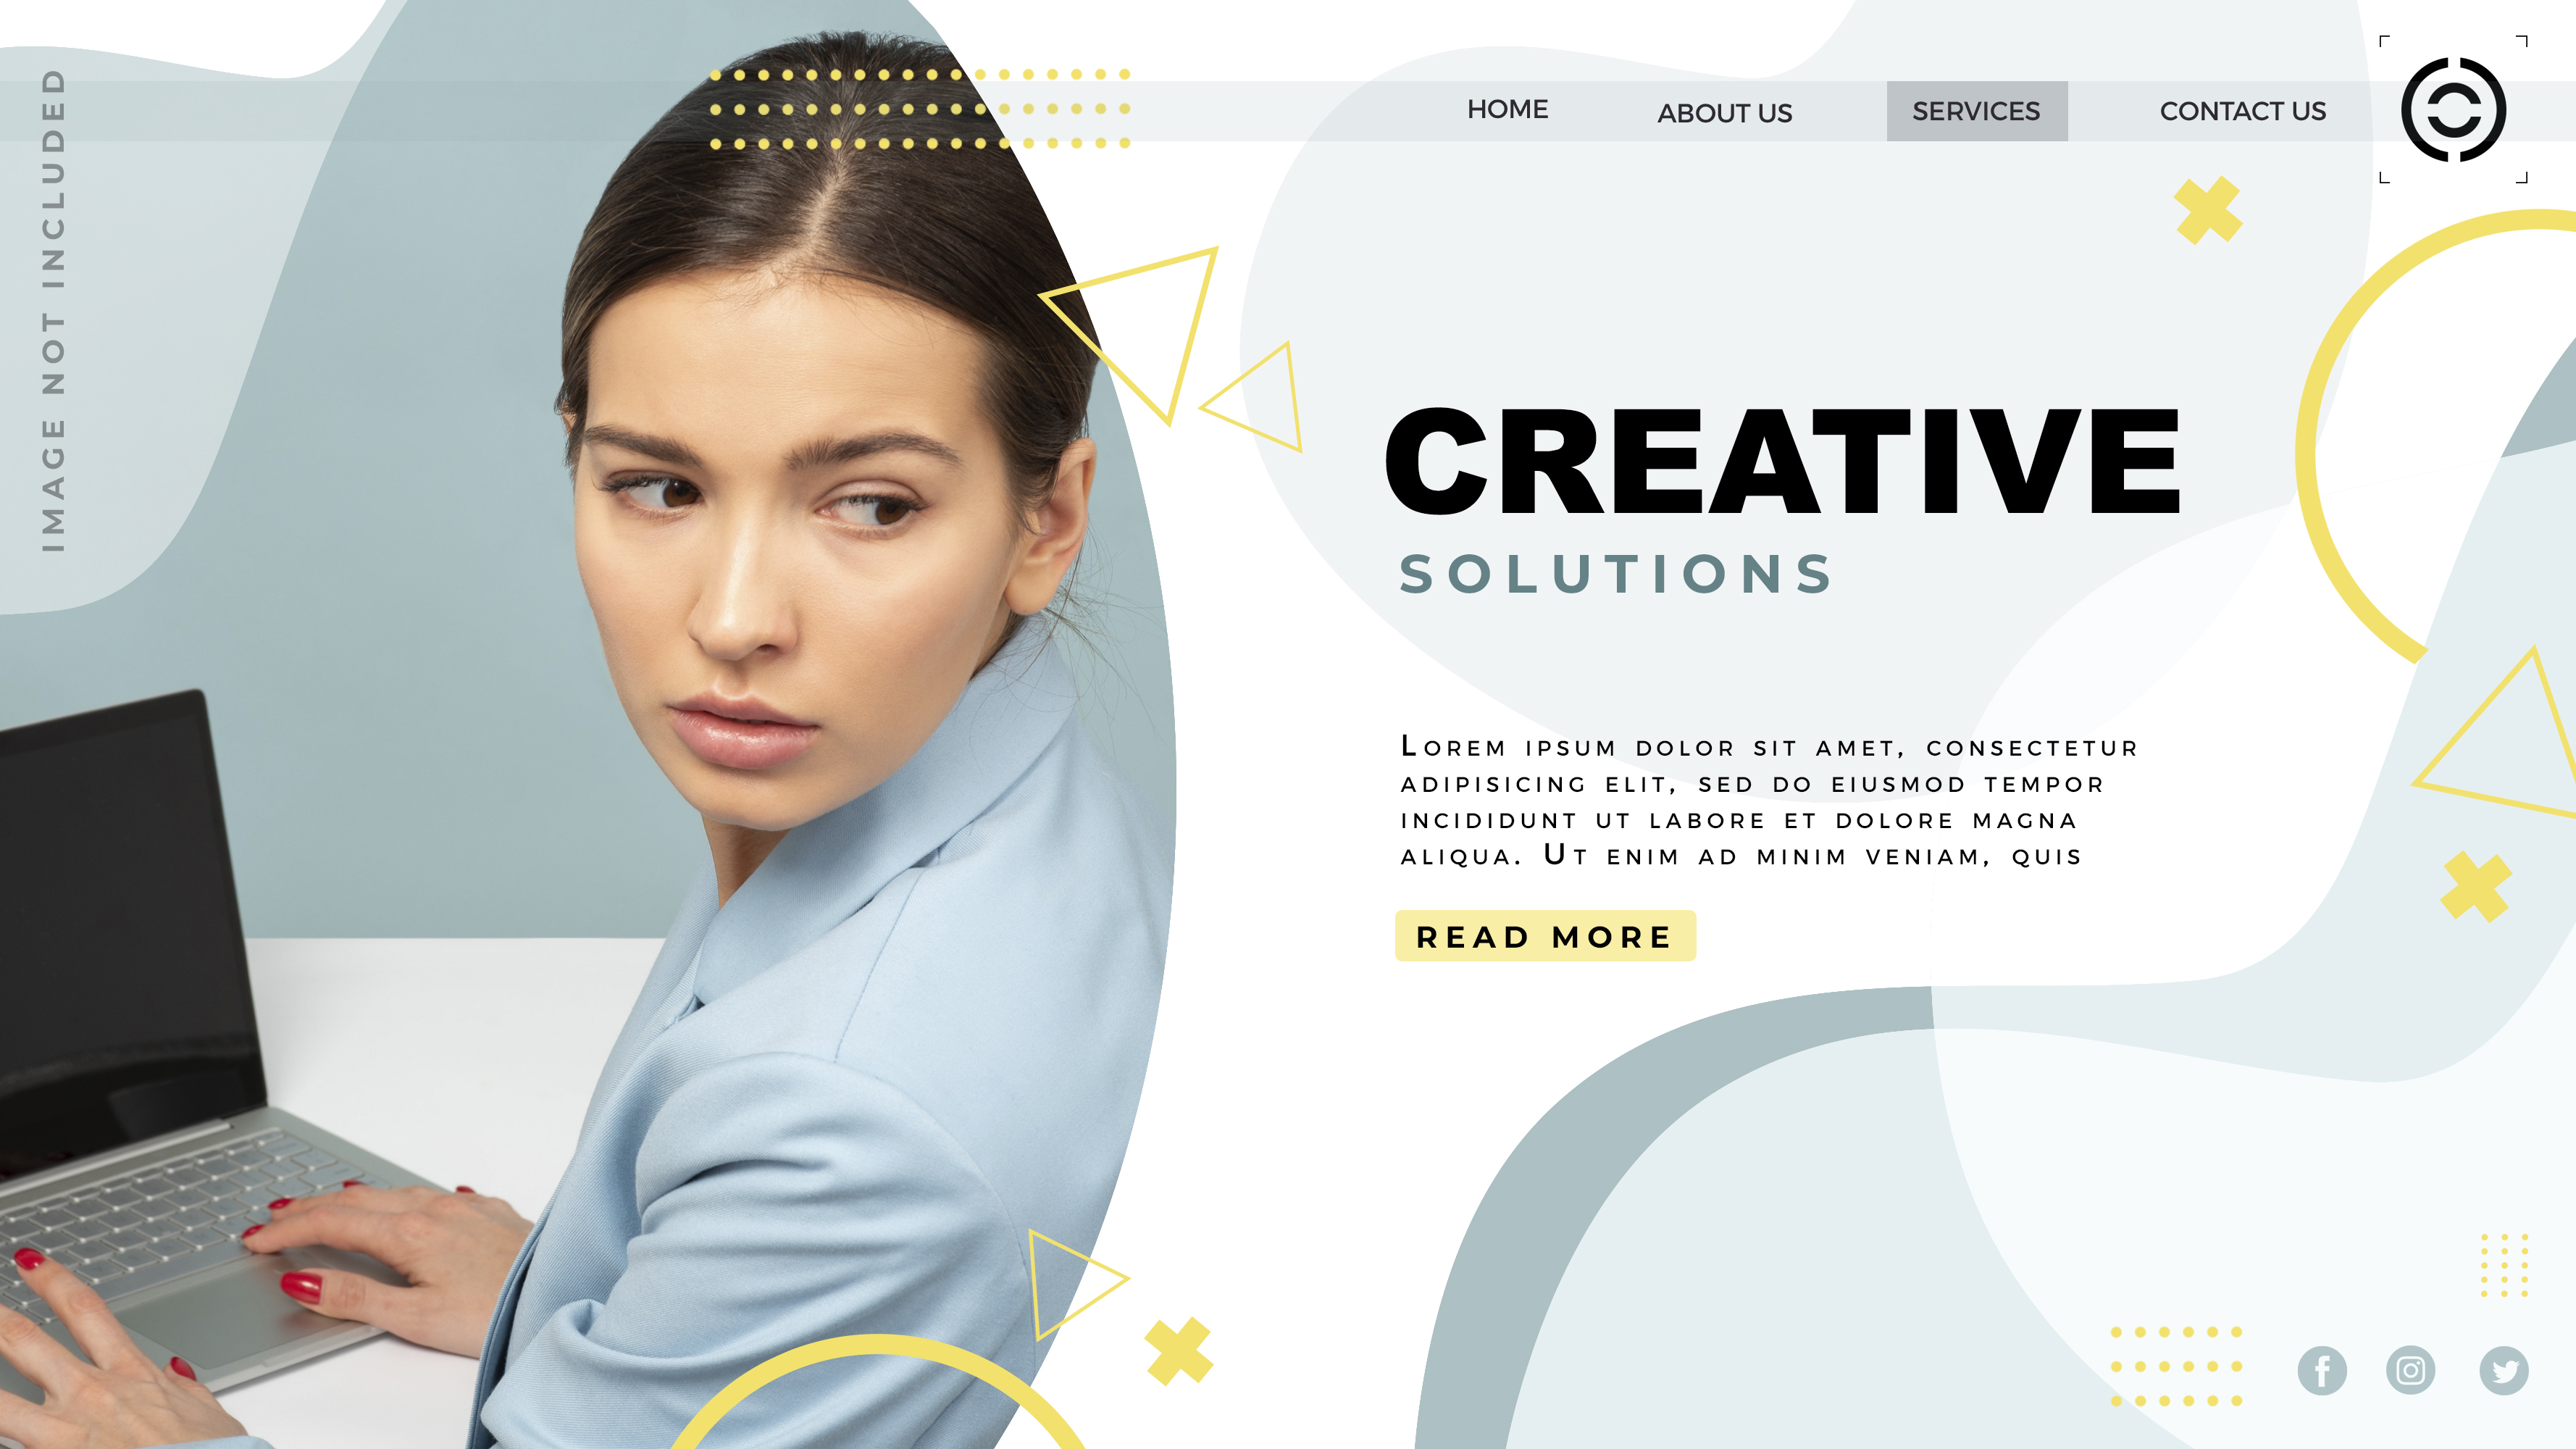 IMAGE NOT INCLUDED
HOME
ABOUT US
SERVICES
CONTACT US
CREATIVE
SOLUTIONS
Lorem ipsum dolor sit amet, consectetur
adipisicing elit, sed do eiusmod tempor
incididunt ut labore et dolore magna
aliqua. Ut enim ad minim veniam, quis
READ MORE